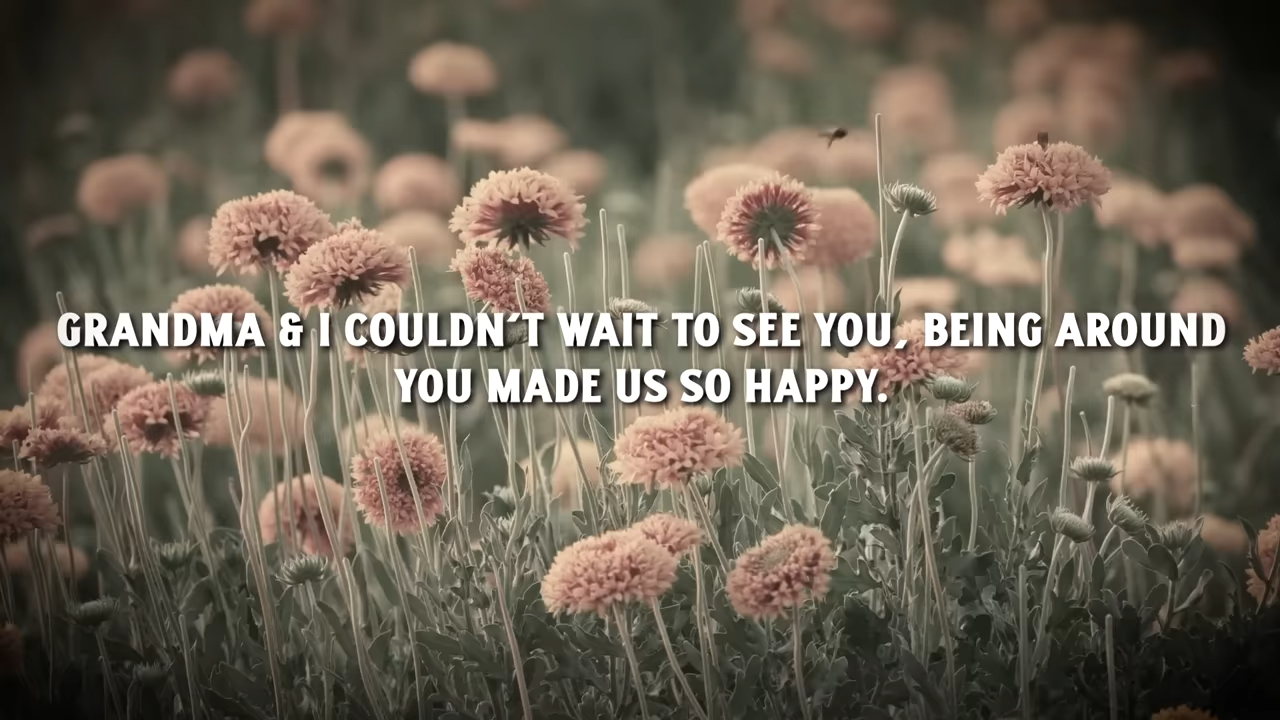 GRANDMA & I COULDN'T WAIT TO SEE YOU, BEING AROUND
YOU MADE US SO HAPPY.